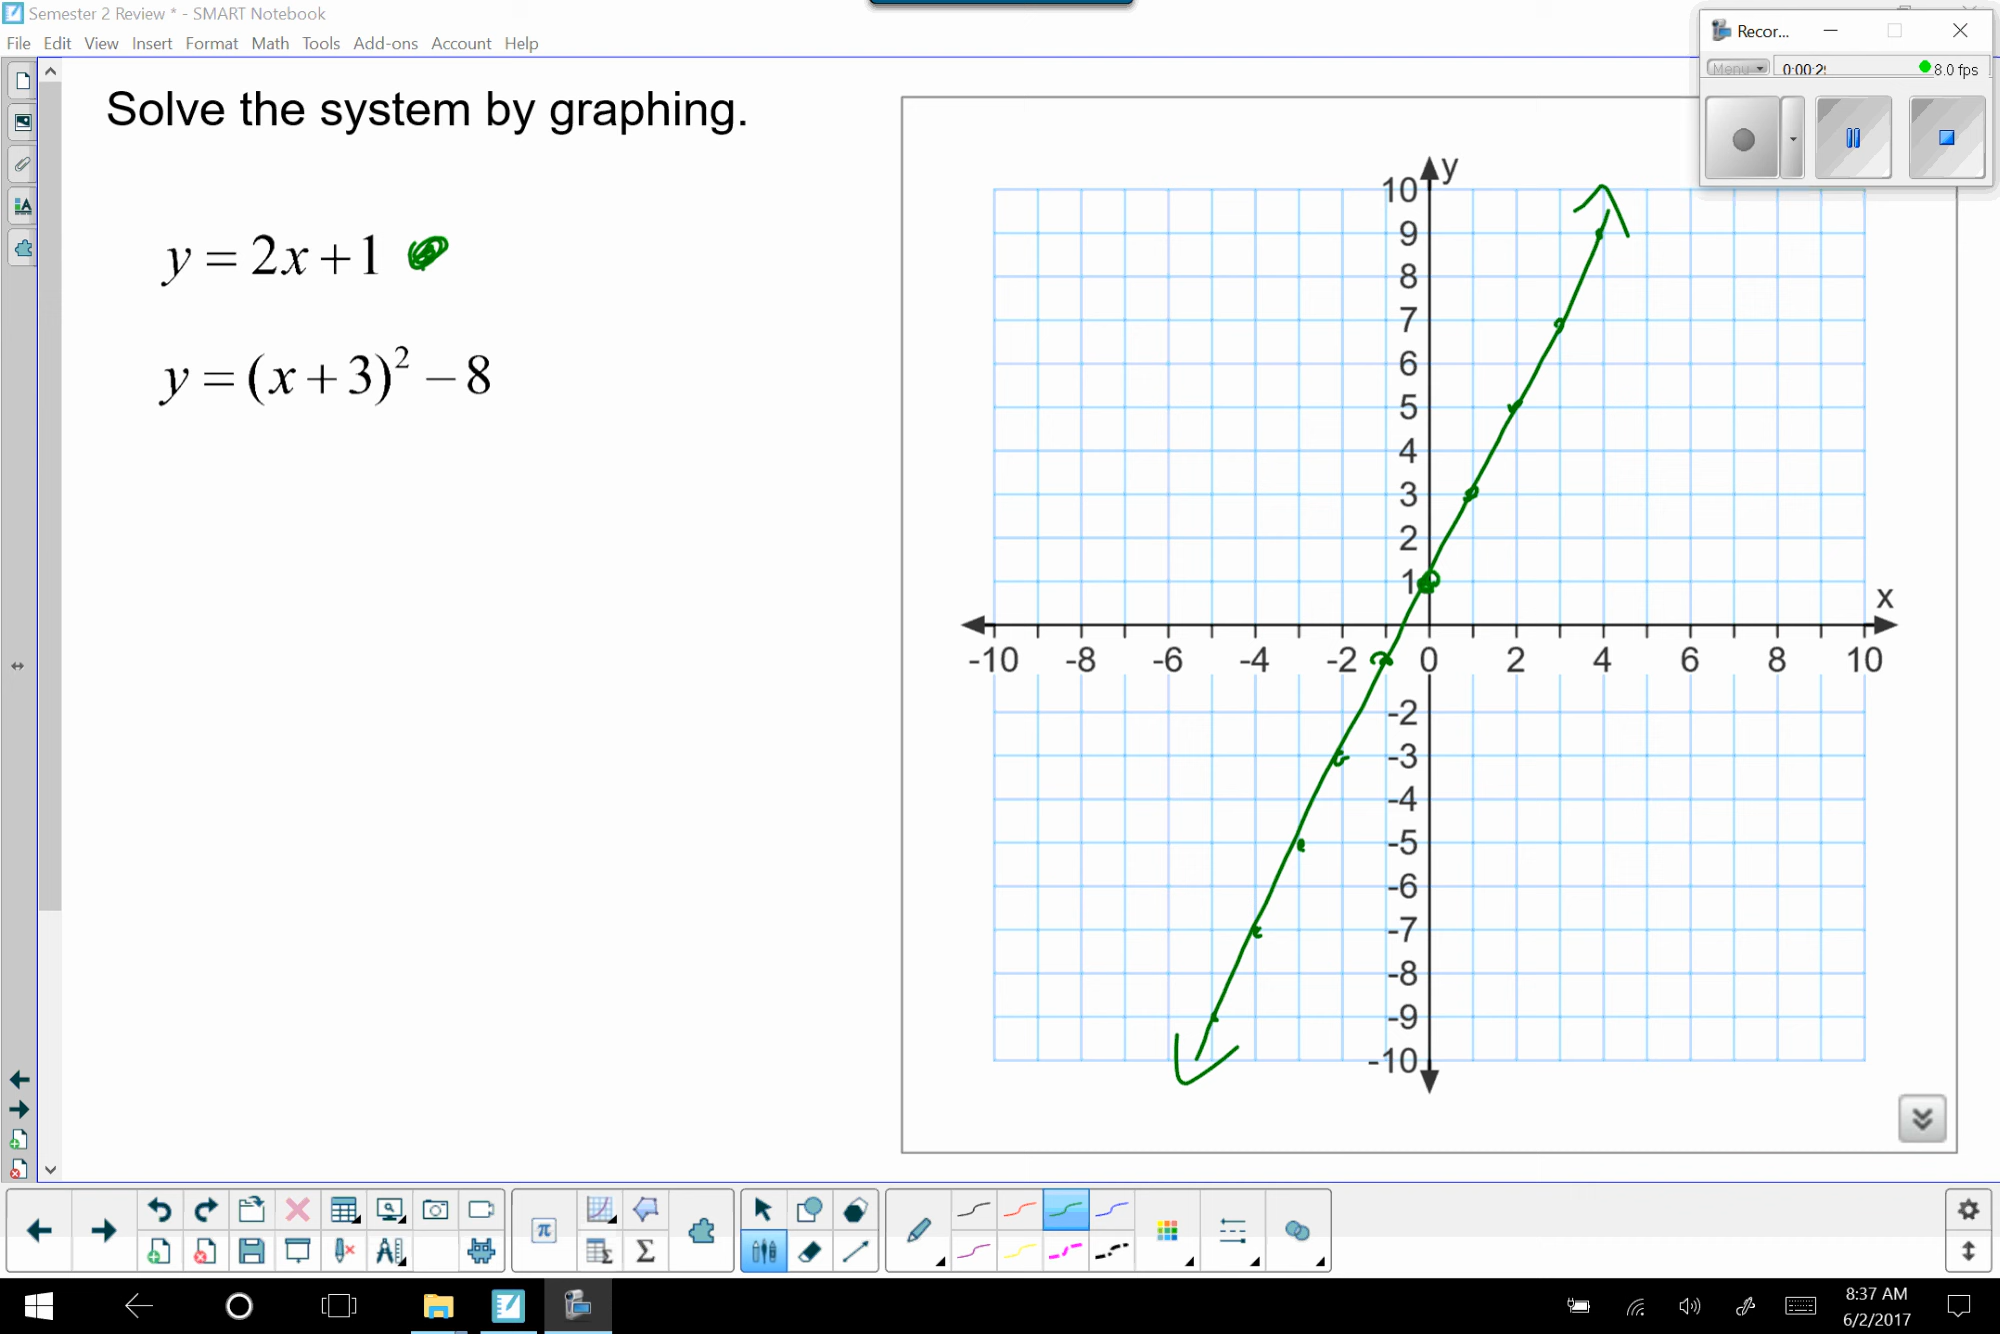 Semester 2 Review * - SMART Notebook
File Edit View Insert Format Math Tools Add-ons Account Help
Recor...
Menu
8.0 fps
Solve the system by graphing.
y = 2x + 1
y = (x + 3)² − 8
y
10
9
8
7
6
5
4
3
2
1
x
-10 -8 -6 -4 -2 0 2 4 6 8 10
-2
-3
-4
-5
-6
-7
-8
-9
-10
π
Σ
8:37 AM
6/2/2017